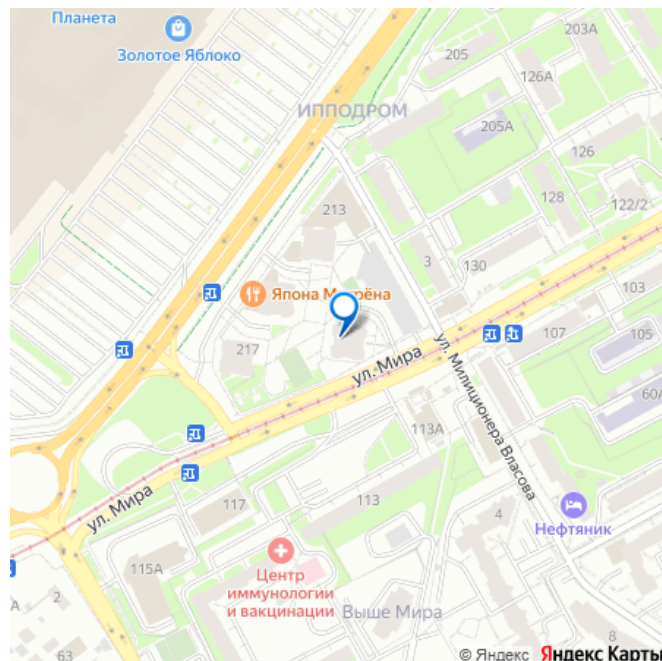 Планета
Золотое Яблоко
203А
205
126А
ИППОДРОМ
205А
126
128
122/2
213
3
130
Япона Матрёна
103
107
105
217
ул. Мира
60А
113А
ул. Милиционера Власова
ул. Мира
117
113
4
Нефтяник
115А
Центр
иммунологии
и вакцинации
Выше Мира
А
2
63
8
© Яндекс Яндекс Карты